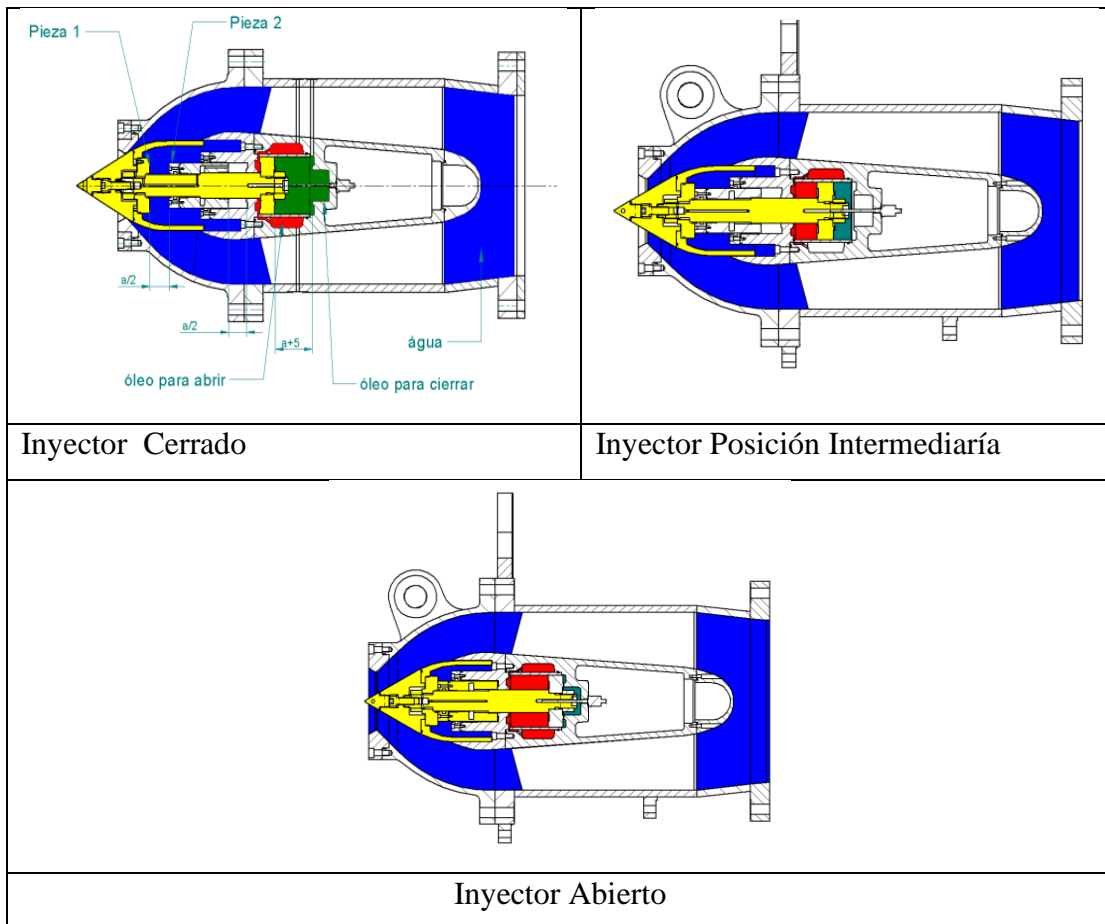 Pieza 1
Pieza 2
a/2
a/2
a+5
água
óleo para abrir
óleo para cierrar
Inyector Cerrado
Inyector Posición Intermediaría
Inyector Abierto